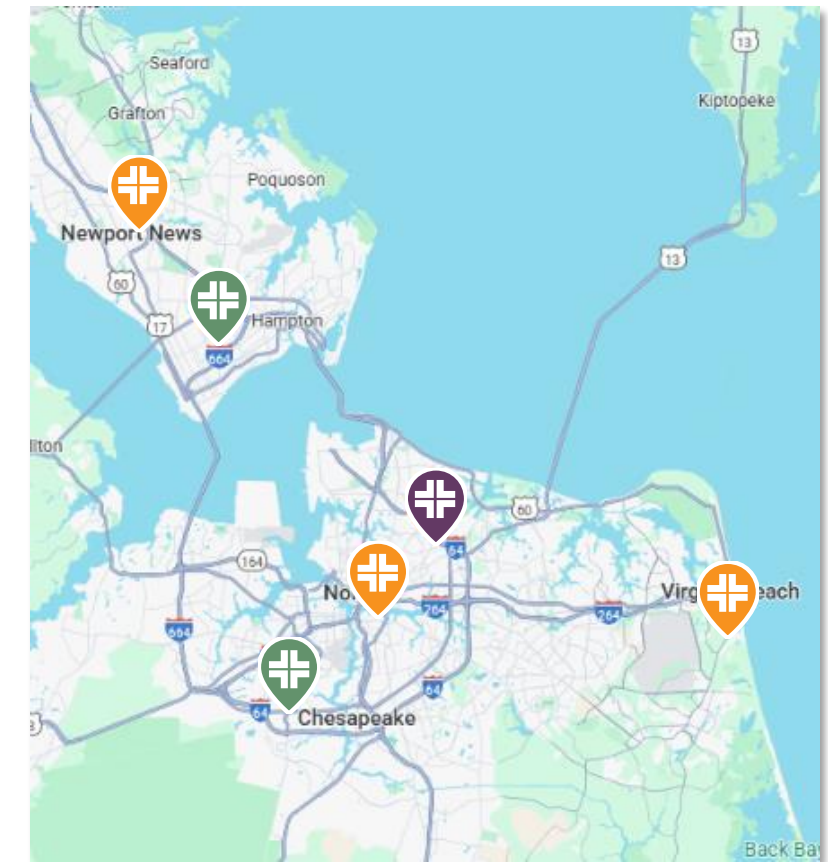 13
Seaford
Kiptopeke
Grafton
Poquoson
Newport News
13
60
17
Hampton
664
lton
60
64
164
264
Virg each
264
664
64
64
Chesapeake
Back Bay